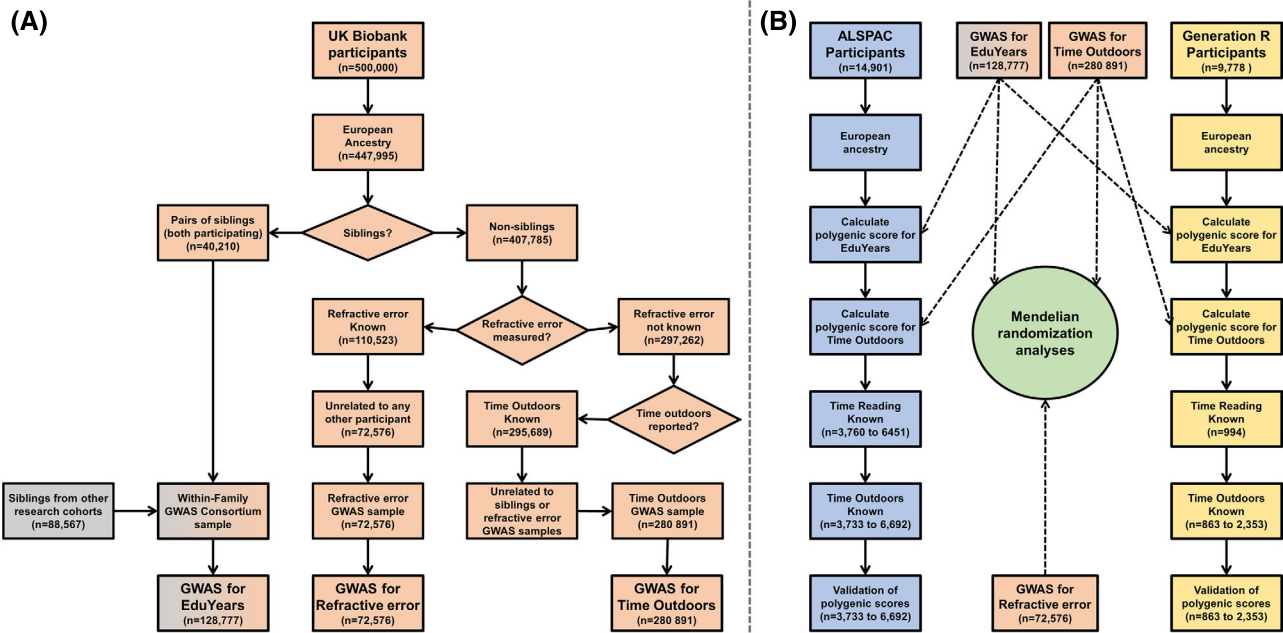 (A)
UK Biobank
participants
(n=500,000)
European
Ancestry
(n=447,995)
Pairs of siblings
(both participating)
(n=40,210)
Siblings?
Non-siblings
(n=407,785)
Refractive error
Known
(n=110,523)
Refractive error
measured?
Refractive error
not known
(n=297,262)
Unrelated to any
other participant
(n=72,576)
Time Outdoors
Known
(n=295,689)
Time outdoors
reported?
Siblings from other
research cohorts
(n=88,567)
Within-Family
GWAS Consortium
sample
Refractive error
GWAS sample
(n=72,576)
Unrelated to
siblings or
refractive error
GWAS samples
Time Outdoors
GWAS sample
(n=280 891)
GWAS for
EduYears
(n=128,777)
GWAS for
Refractive error
(n=72,576)
GWAS for
Time Outdoors
(n=280 891)
(B)
ALSPAC
Participants
(n=14,901)
GWAS for
EduYears
(n=128,777)
GWAS for
Time Outdoors
(n=280 891)
Generation R
Participants
(n=9,778 )
European
ancestry
European
ancestry
Calculate
polygenic score for
EduYears
Calculate
polygenic score for
EduYears
Calculate
polygenic score for
Time Outdoors
Mendelian
randomization
analyses
Calculate
polygenic score for
Time Outdoors
Time Reading
Known
(n=3,760 to 6451)
Time Reading
Known
(n=994)
Time Outdoors
Known
(n=3,733 to 6,692)
Time Outdoors
Known
(n=863 to 2,353)
Validation of
polygenic scores
(n=3,733 to 6,692)
GWAS for
Refractive error
(n=72,576)
Validation of
polygenic scores
(n=863 to 2,353)